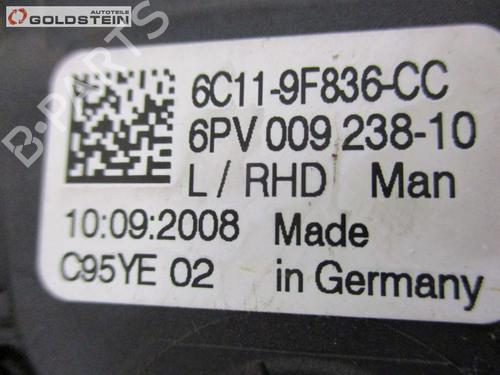 Autoteile
GOLDSTEIN
B-PARTS
6C11-9F836-CC
6PV 009 238-10
L / RHD Man
10:09:2008 Made
C95YE 02 in Germany